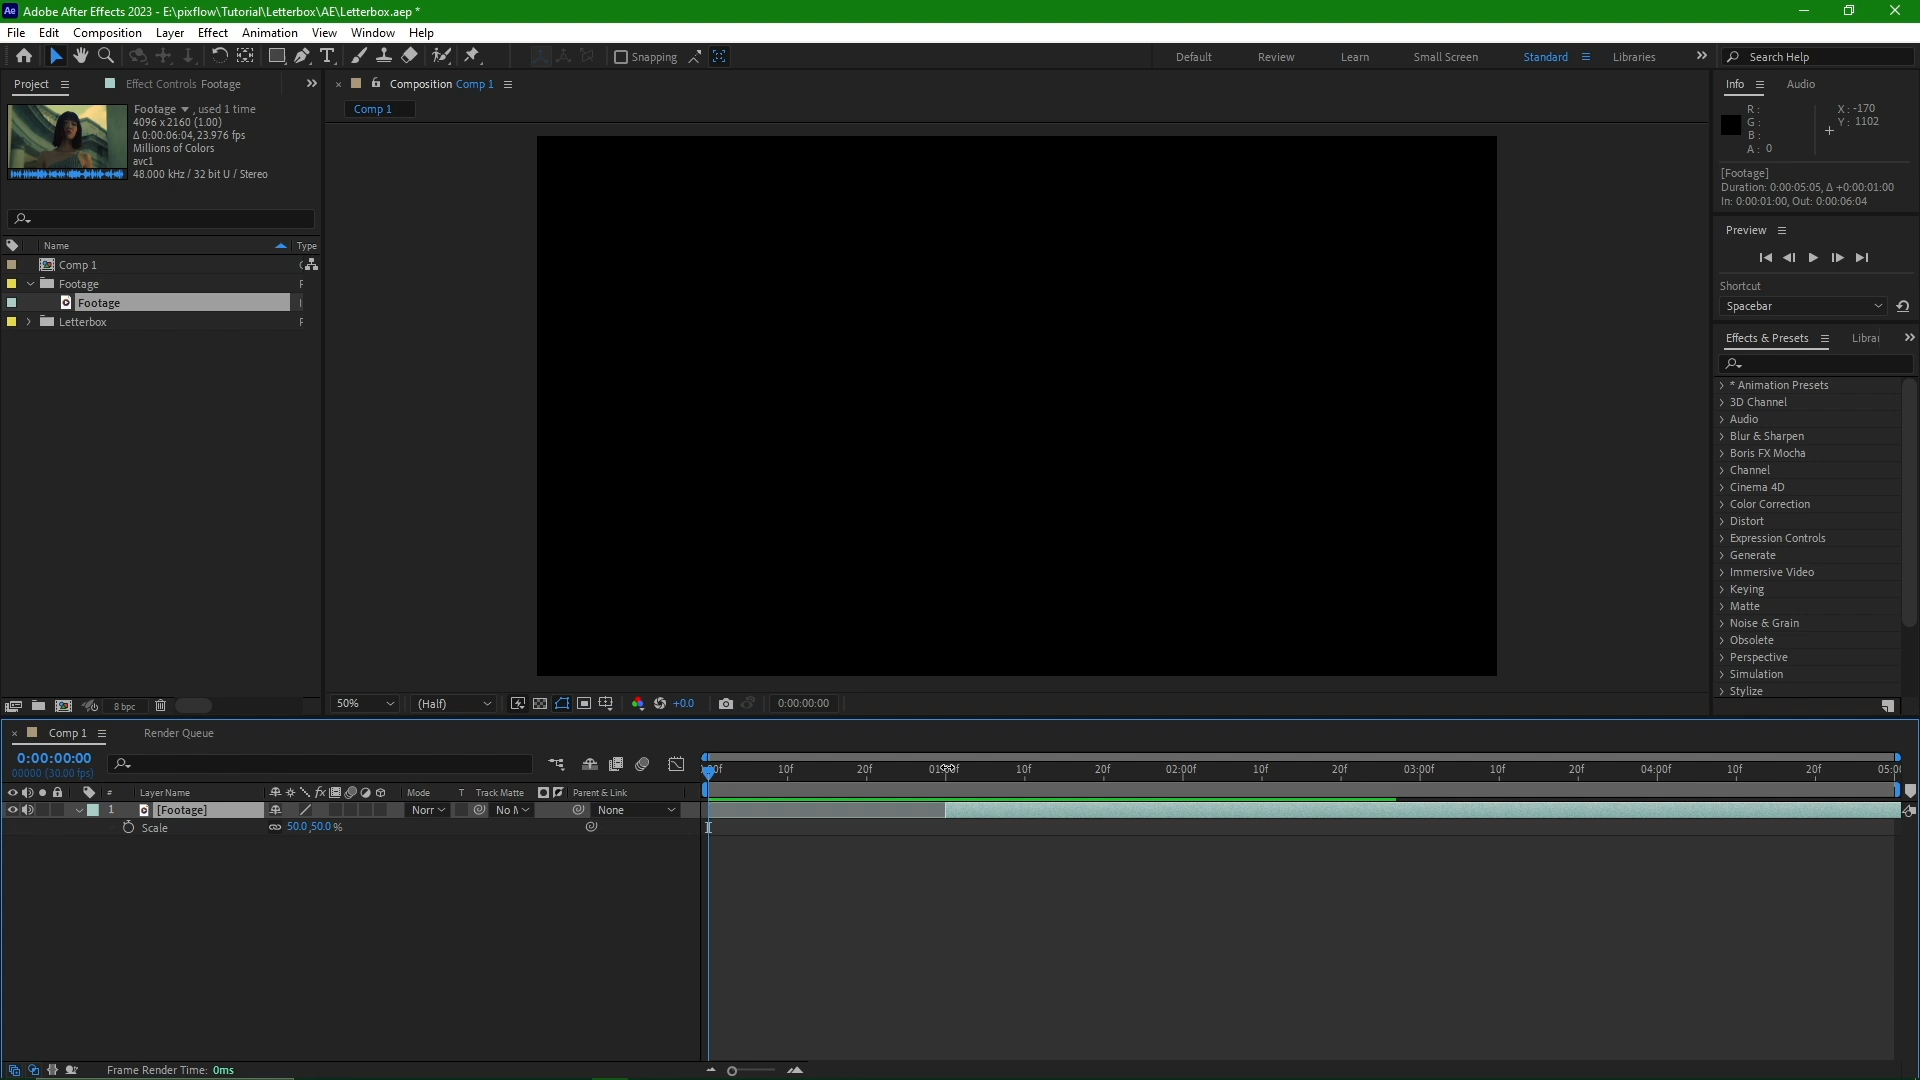 Adobe After Effects 2023 - E:\pixflow\Tutorial\Letterbox\AE\Letterbox.aep *
File Edit Composition Layer Effect Animation View Window Help
Snapping Default Review Learn Small Screen Standard Libraries Search Help
Project Effect Controls Footage
Footage , used 1 time
4096 x 2160 (1.00)
Δ 0:00:06:04, 23.976 fps
Millions of Colors
avc1
48.000 kHz / 32 bit U / Stereo
Name Type
Comp 1
Footage
Footage
Letterbox
8 bpc
Composition Comp 1
Comp 1
50% (Half) +0.0 0:00:00:00
Info Audio
R:
G:
B:
A: 0
X: -170
Y: 1102
[Footage]
Duration: 0:00:05:05, Δ +0:00:01:00
In: 0:00:01:00, Out: 0:00:06:04
Preview
Shortcut
Spacebar
Effects & Presets
* Animation Presets
3D Channel
Audio
Blur & Sharpen
Boris FX Mocha
Channel
Cinema 4D
Color Correction
Distort
Expression Controls
Generate
Immersive Video
Keying
Matte
Noise & Grain
Obsolete
Perspective
Simulation
Stylize
Comp 1 Render Queue
0:00:00:00
00000 (30.00 fps)
10f 20f 10f 20f 02:00f 10f 20f 03:00f 10f 20f 04:00f 10f 20f
# Layer Name Mode T Track Matte Parent & Link
1 [Footage] None
Scale 50.0,50.0 %
Frame Render Time: 0ms